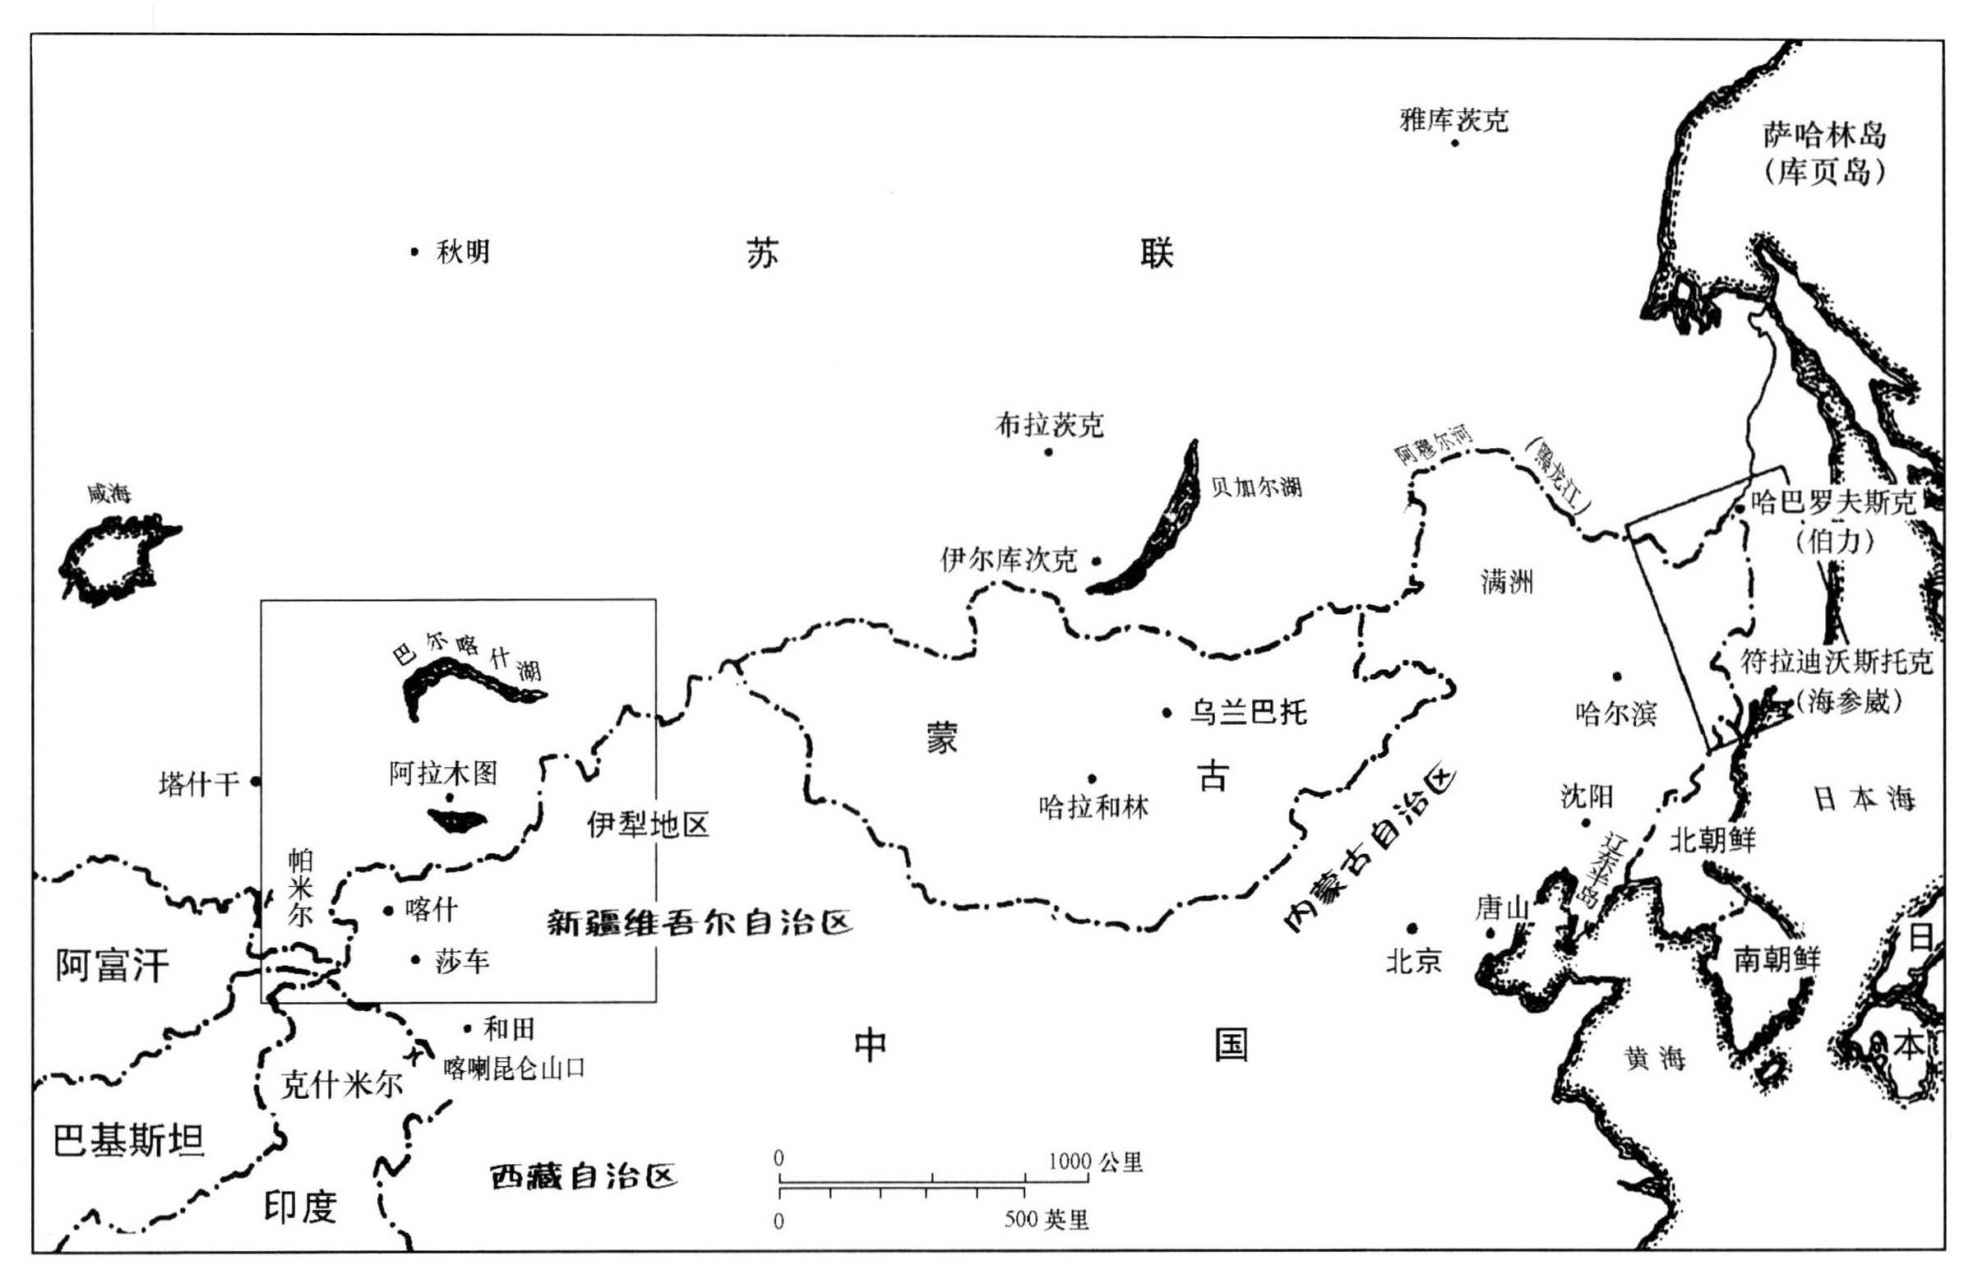 雅库茨克
萨哈林岛
（库页岛）
秋明
苏 联
布拉茨克
阿穆尔河
（黑龙江）
贝加尔湖
咸海
哈巴罗夫斯克
（伯力）
伊尔库次克
满洲
巴尔喀什湖
符拉迪沃斯托克
（海参崴）
哈尔滨
乌兰巴托
蒙 古
塔什干
阿拉木图
哈拉和林
内蒙古自治区
沈阳
日本海
伊犁地区
北朝鲜
辽东半岛
帕米尔
喀什
新疆维吾尔自治区
唐山
北京
阿富汗
莎车
南朝鲜
日本
和田
中 国
黄海
喀喇昆仑山口
克什米尔
巴基斯坦
西藏自治区
印度
0 1000公里
0 500英里